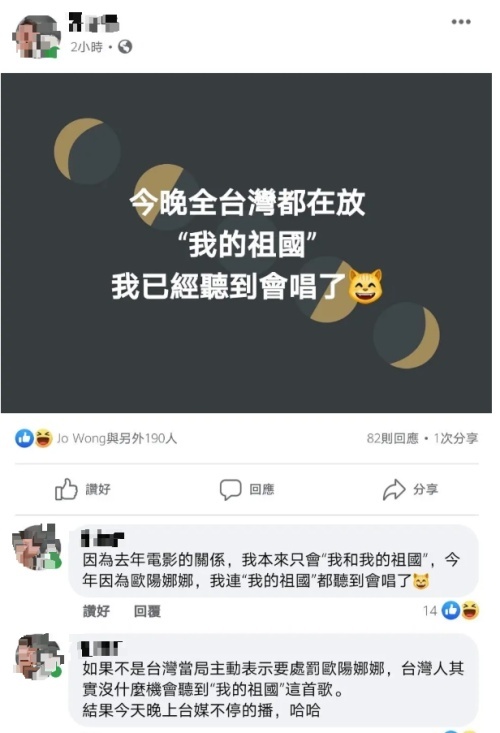 2小時
今晚全台灣都在放
“我的祖國”
我已經聽到會唱了😸
Jo Wong與另外190人
82則回應・1次分享
讚好
回應
分享
因為去年電影的關係，我本來只會“我和我的祖國”，今
年因為歐陽娜娜，我連“我的祖國”都聽到會唱了😸
讚好 回覆
14
如果不是台灣當局主動表示要處罰歐陽娜娜，台灣人其
實沒什麼機會聽到“我的祖國”這首歌。
結果今天晚上台媒不停的播，哈哈